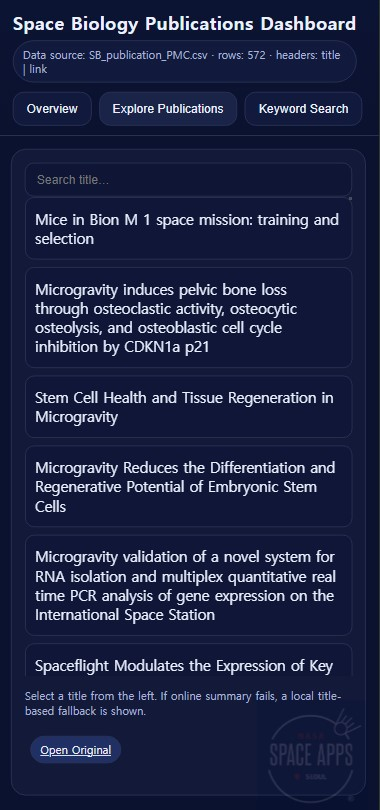 Space Biology Publications Dashboard
Data source: SB_publication_PMC.csv · rows: 572 · headers: title
| link
Overview
Explore Publications
Keyword Search
Search title...
Mice in Bion M 1 space mission: training and
selection
Microgravity induces pelvic bone loss
through osteoclastic activity, osteocytic
osteolysis, and osteoblastic cell cycle
inhibition by CDKN1a p21
Stem Cell Health and Tissue Regeneration in
Microgravity
Microgravity Reduces the Differentiation and
Regenerative Potential of Embryonic Stem
Cells
Microgravity validation of a novel system for
RNA isolation and multiplex quantitative real
time PCR analysis of gene expression on the
International Space Station
Spaceflight Modulates the Expression of Key
Select a title from the left. If online summary fails, a local title-
based fallback is shown.
Open Original
SPACE APPS